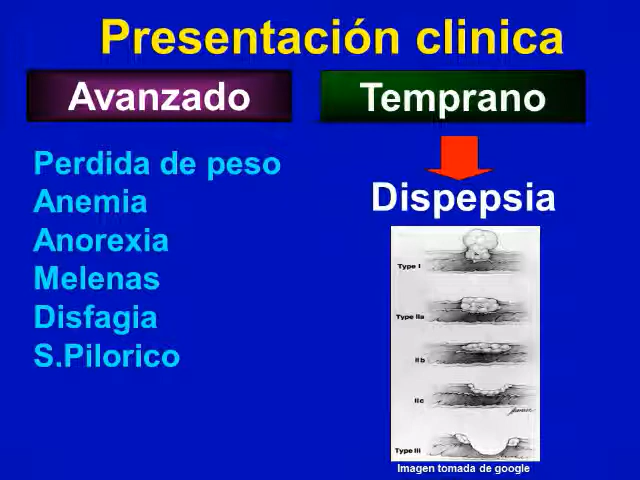 Presentación clinica
Avanzado
Temprano
Perdida de peso
Anemia
Anorexia
Melenas
Disfagia
S.Pilorico
Dispepsia
Type I
Type IIa
IIb
IIc
Type III
Imagen tomada de google